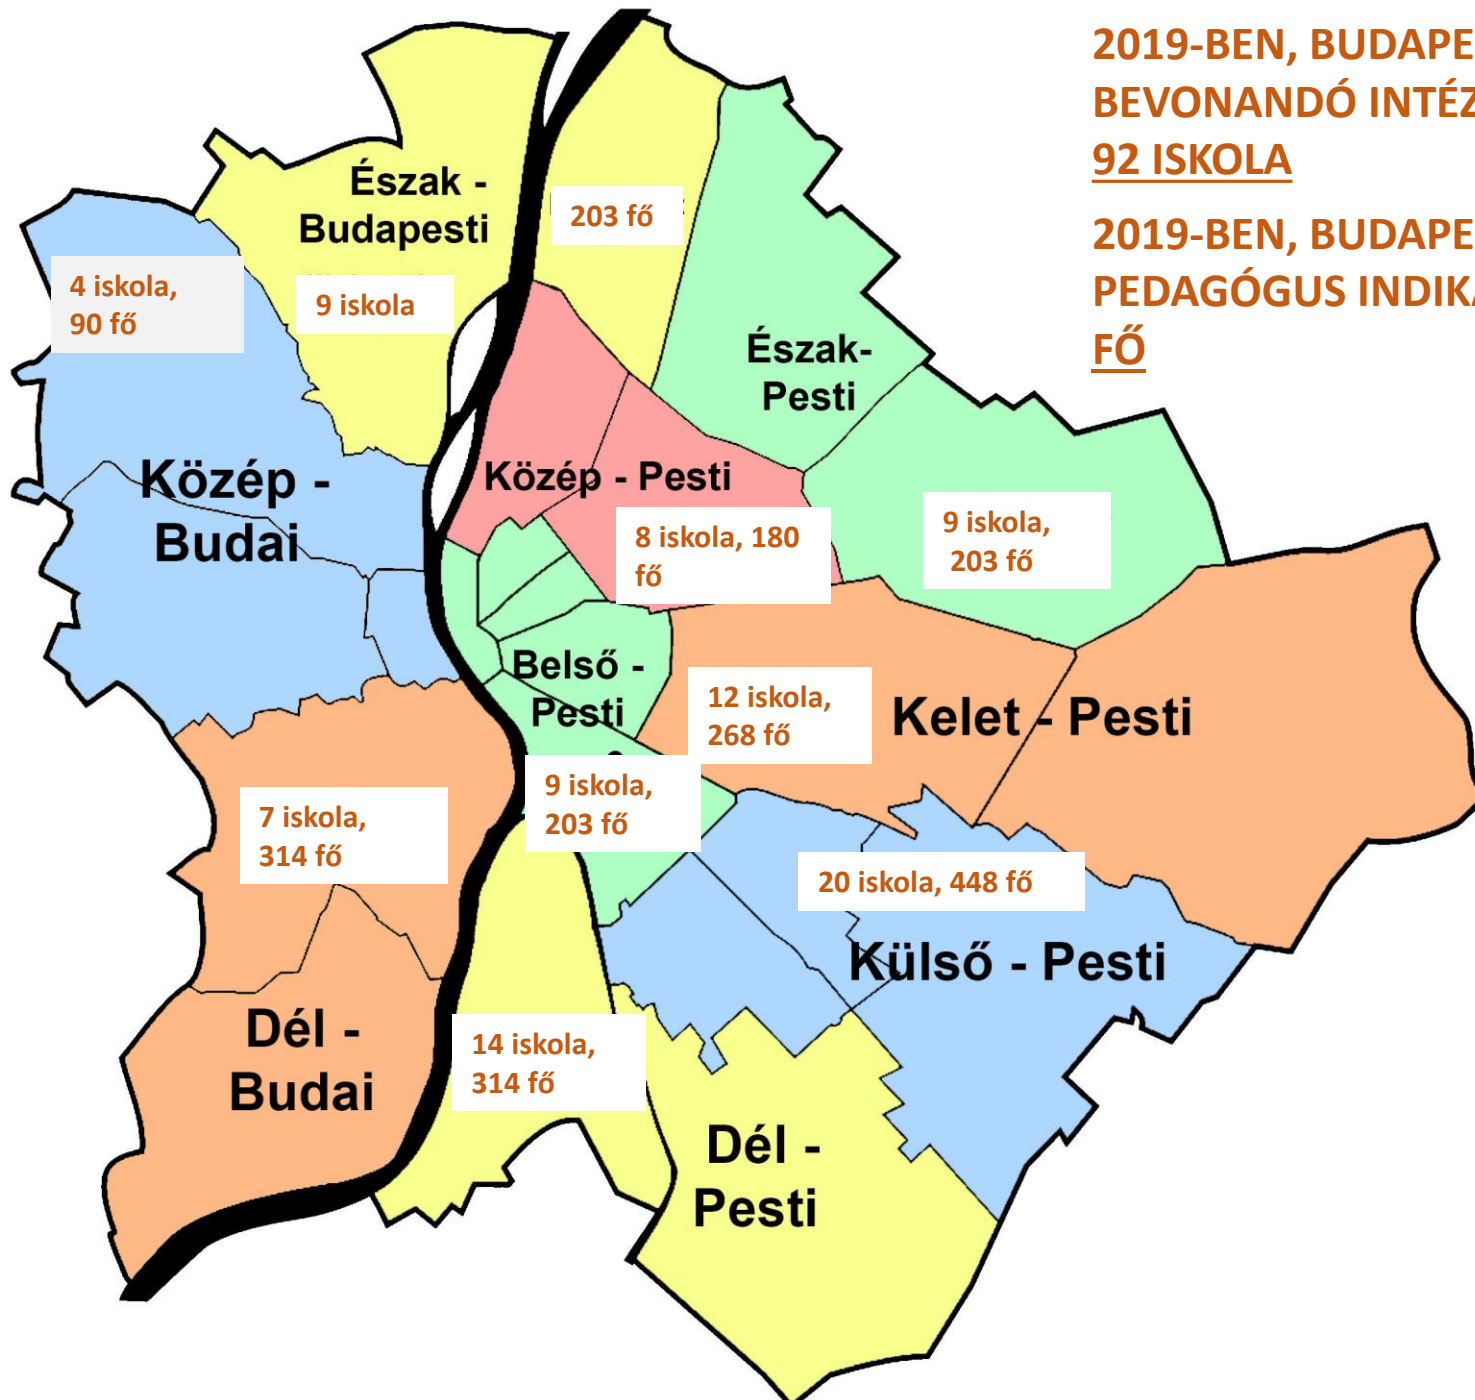 2019-BEN, BUDAPE
BEVONANDÓ INTÉZ
92 ISKOLA
2019-BEN, BUDAPE
PEDAGÓGUS INDIKA
FŐ
Észak -
Budapesti
203 fő
4 iskola,
90 fő
9 iskola
Észak-
Pesti
Közép -
Budai
Közép - Pesti
8 iskola, 180
fő
9 iskola,
203 fő
Belső -
Pesti
12 iskola,
268 fő
Kelet - Pesti
9 iskola,
203 fő
7 iskola,
314 fő
20 iskola, 448 fő
Külső - Pesti
Dél -
Budai
14 iskola,
314 fő
Dél -
Pesti